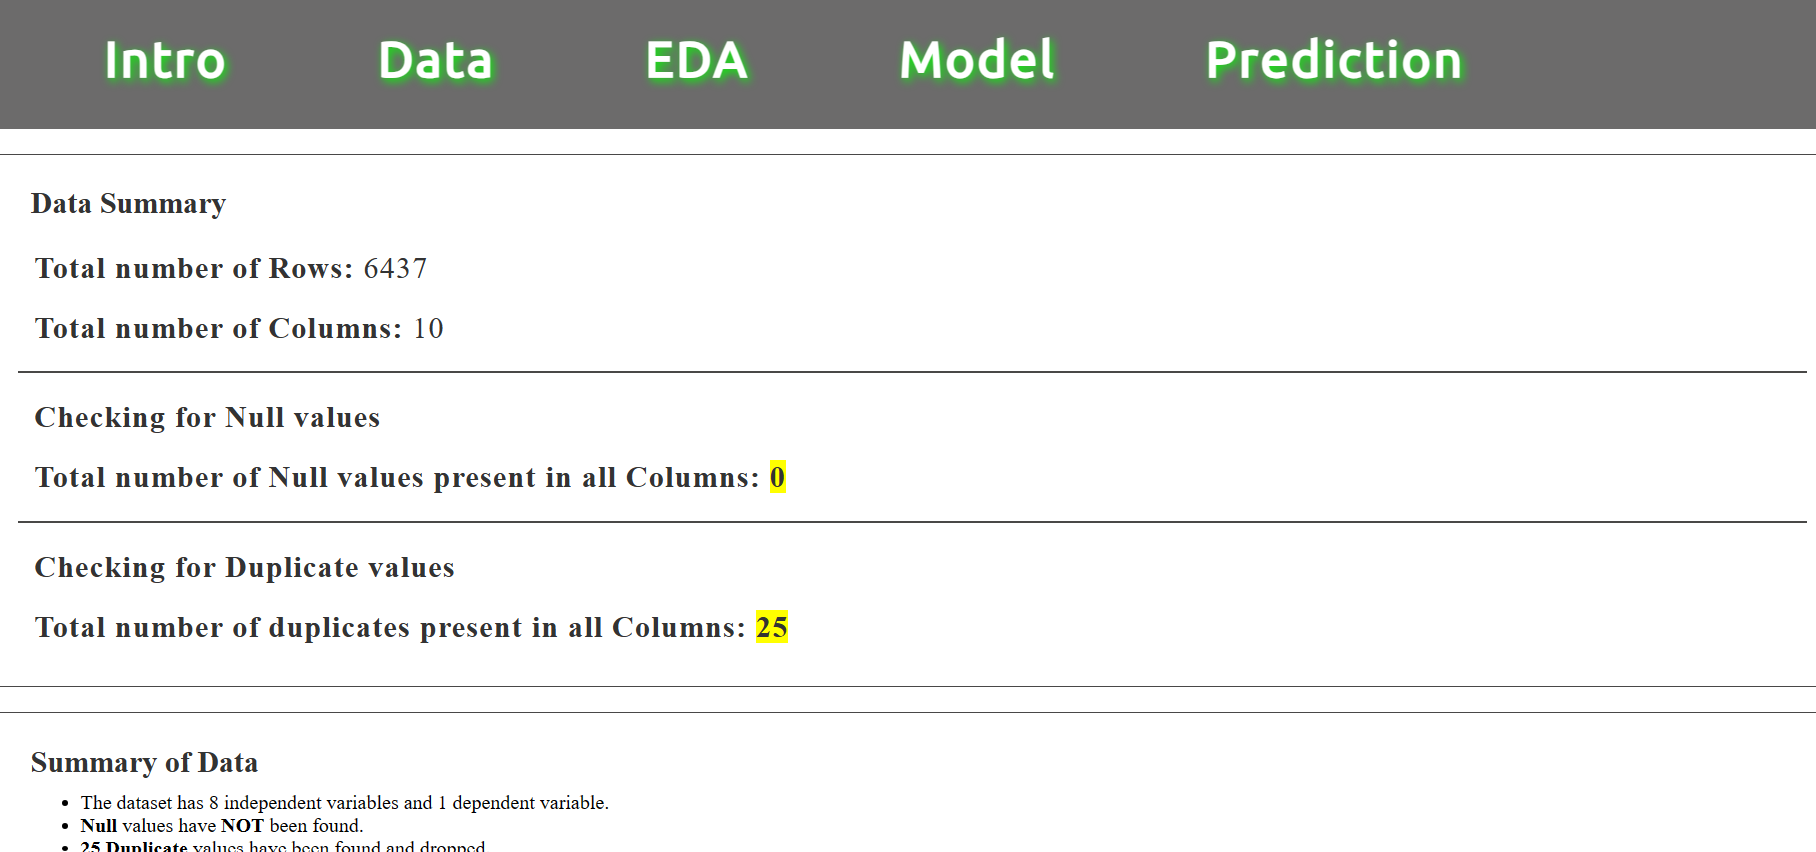 Intro Data EDA Model Prediction
Data Summary
Total number of Rows: 6437
Total number of Columns: 10
Checking for Null values
Total number of Null values present in all Columns: 0
Checking for Duplicate values
Total number of duplicates present in all Columns: 25
Summary of Data
The dataset has 8 independent variables and 1 dependent variable.
Null values have NOT been found.
25 Duplicate values have been found and dropped